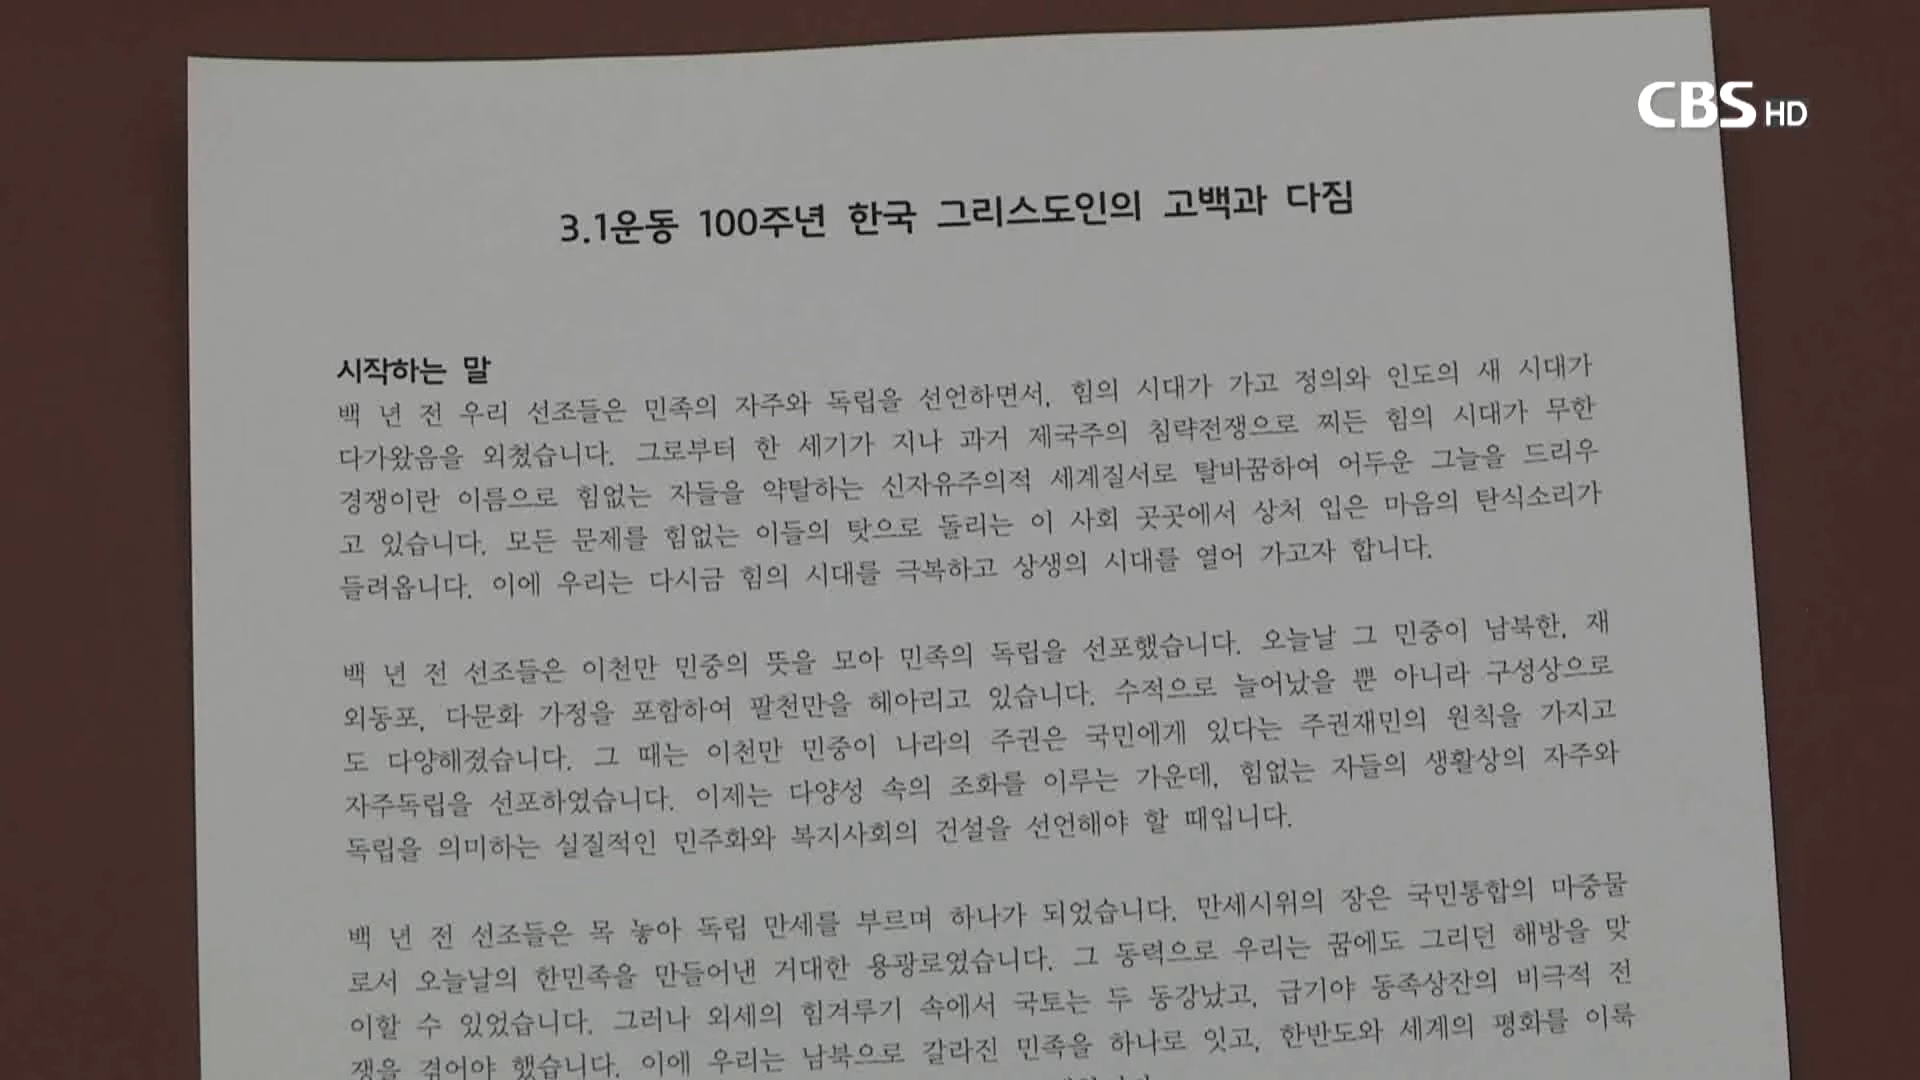 CBS HD
3.1운동 100주년 한국 그리스도인의 고백과 다짐
시작하는 말
백 년 전 우리 선조들은 민족의 자주와 독립을 선언하면서, 힘의 시대가 가고 정의와 인도의 새 시대가
다가왔음을 외쳤습니다. 그로부터 한 세기가 지나 과거 제국주의 침략전쟁으로 찌든 힘의 시대가 무한
경쟁이란 이름으로 힘없는 자들을 약탈하는 신자유주의적 세계질서로 탈바꿈하여 어두운 그늘을 드리우
고 있습니다. 모든 문제를 힘없는 이들의 탓으로 돌리는 이 사회 곳곳에서 상처 입은 마음의 탄식소리가
들려옵니다. 이에 우리는 다시금 힘의 시대를 극복하고 상생의 시대를 열어 가고자 합니다.
백 년 전 선조들은 이천만 민중의 뜻을 모아 민족의 독립을 선포했습니다. 오늘날 그 민중이 남북한, 재
외동포, 다문화 가정을 포함하여 팔천만을 헤아리고 있습니다. 수적으로 늘어났을 뿐 아니라 구성상으로
도 다양해졌습니다. 그 때는 이천만 민중이 나라의 주권은 국민에게 있다는 주권재민의 원칙을 가지고
자주독립을 선포하였습니다. 이제는 다양성 속의 조화를 이루는 가운데, 힘없는 자들의 생활상의 자주와
독립을 의미하는 실질적인 민주화와 복지사회의 건설을 선언해야 할 때입니다.
백 년 전 선조들은 목 놓아 독립 만세를 부르며 하나가 되었습니다. 만세시위의 장은 국민통합의 마중물
로서 오늘날의 한민족을 만들어낸 거대한 용광로였습니다. 그 동력으로 우리는 꿈에도 그리던 해방을 맞
이할 수 있었습니다. 그러나 외세의 힘겨루기 속에서 국토는 두 동강났고, 급기야 동족상잔의 비극적 전
쟁을 겪어야 했습니다. 이에 우리는 남북으로 갈라진 민족을 하나로 잇고, 한반도와 세계의 평화를 이룩